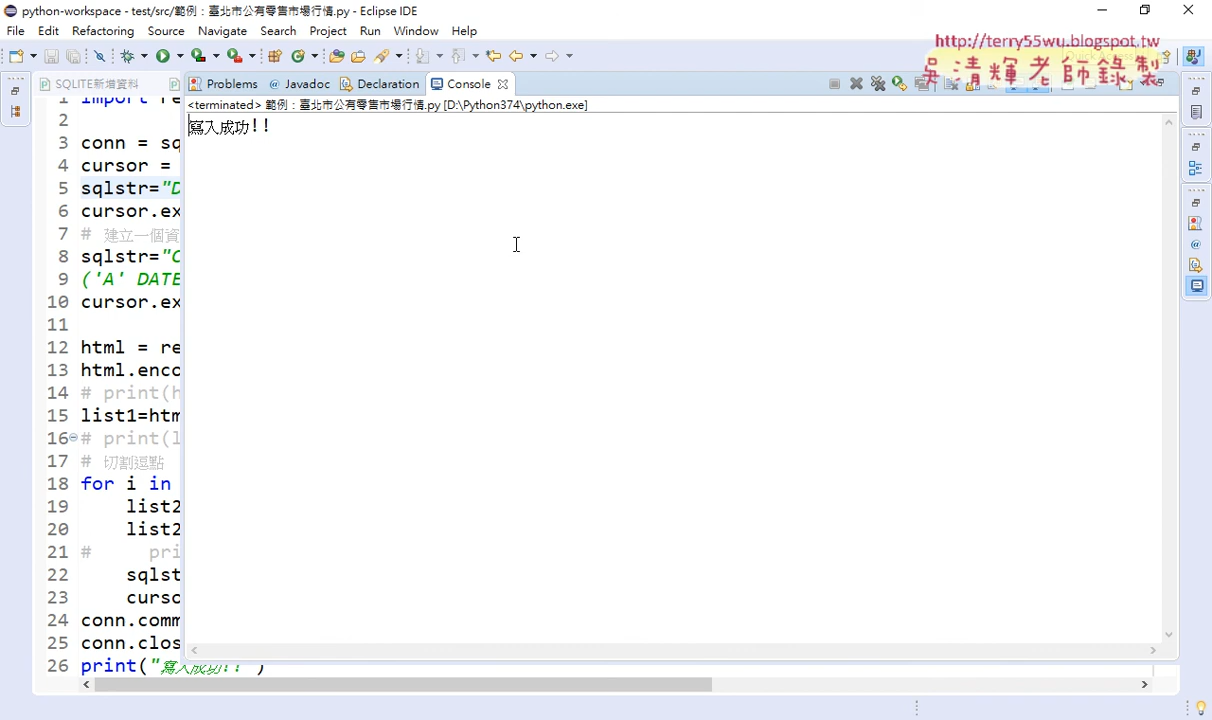 python-workspace - test/src/範例：臺北市公有零售市場行情.py - Eclipse IDE
File Edit Refactoring Source Navigate Search Project Run Window Help
http://terry55wu.blogspot.tw
吳清輝老師錄製
SQLITE新增資料
Problems @ Javadoc Declaration Console
<terminated> 範例：臺北市公有零售市場行情.py [D:\Python374\python.exe]
寫入成功!!
1 import re
2
3 conn = sq
4 cursor =
5 sqlstr="D
6 cursor.ex
7 # 建立一個資
8 sqlstr="C
9 ('A' DATE
10 cursor.ex
11
12 html = re
13 html.enco
14 # print(h
15 list1=htm
16 # print(l
17 # 切割逗點
18 for i in
19 list2
20 list2
21 # pri
22 sqlst
23 curso
24 conn.comm
25 conn.clos
26 print("寫入成功!!")